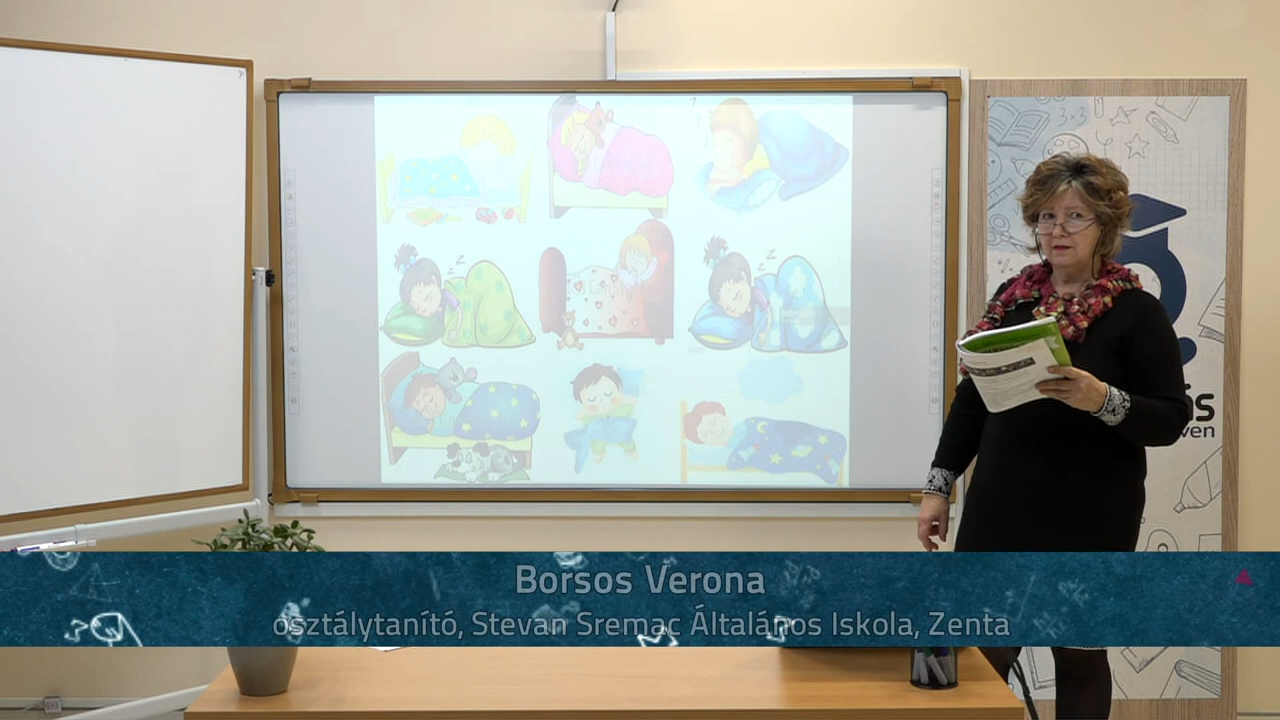 Borsos Verona
osztálytanító, Stevan Sremac Általános Iskola, Zenta